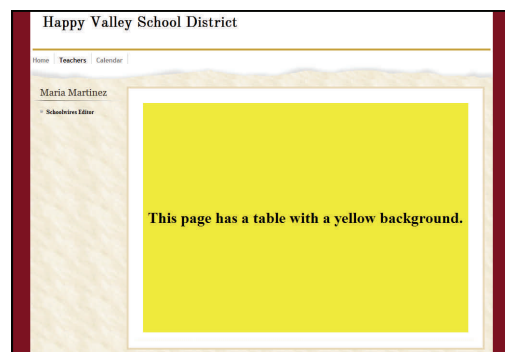 Happy Valley School District
Home Teachers Calendar
Maria Martinez
Schoolwires Editor
This page has a table with a yellow background.